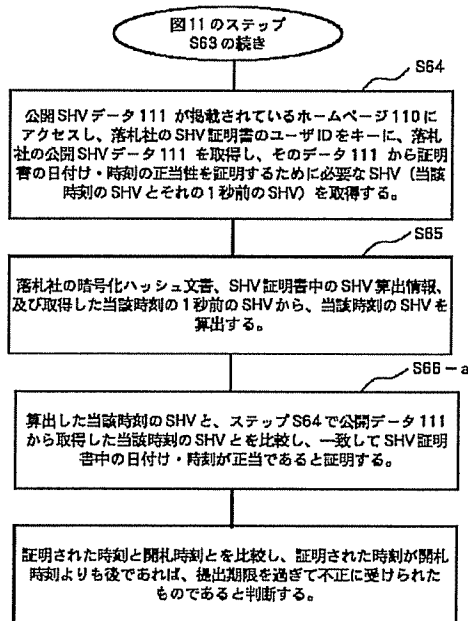 図11のステップ
S63の続き
S64
公開SHVデータ111が掲載されているホームページ110に
アクセスし、落札社のSHV証明書のユーザIDをキーに、落札
社の公開SHVデータ111を取得し、そのデータ111から証明
書の日付け・時刻の正当性を証明するために必要なSHV（当該
時刻のSHVとそれの1秒前のSHV）を取得する。
S65
落札社の暗号化ハッシュ文書、SHV証明書中のSHV算出情報、
及び取得した当該時刻の1秒前のSHVから、当該時刻のSHVを
算出する。
S66－a
算出した当該時刻のSHVと、ステップS64で公開データ111
から取得した当該時刻のSHVとを比較し、一致してSHV証明
書中の日付け・時刻が正当であると証明する。
証明された時刻と開札時刻とを比較し、証明された時刻が開札
時刻よりも後であれば、提出期限を過ぎて不正に受けられた
ものであると判断する。